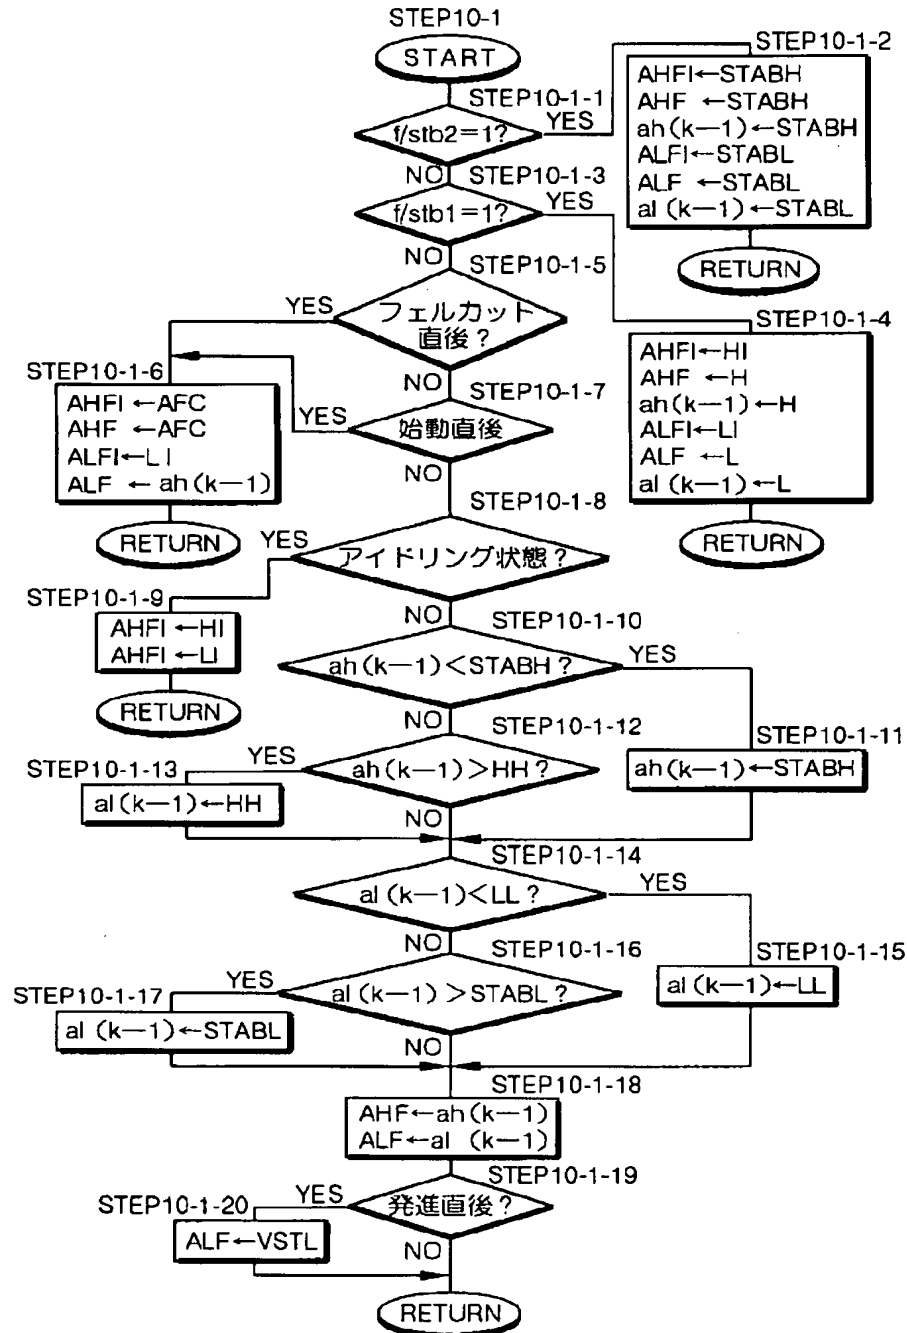 STEP10-1
START
STEP10-1-1
f/stb2=1?
YES
NO
STEP10-1-2
AHFI←STABH
AHF ←STABH
ah(k-1)←STABH
ALFI←STABL
ALF ←STABL
al(k-1)←STABL
RETURN
STEP10-1-3
f/stb1=1?
YES
NO
STEP10-1-4
AHFI←HI
AHF ←H
ah(k-1)←H
ALFI←LI
ALF ←L
al(k-1)←L
RETURN
STEP10-1-5
フェルカット
直後?
YES
NO
STEP10-1-6
AHFI ←AFC
AHF ←AFC
ALFI←LI
ALF ← ah(k-1)
RETURN
STEP10-1-7
始動直後
YES
NO
STEP10-1-8
アイドリング状態?
YES
NO
STEP10-1-9
AHFI ←HI
AHFI ←LI
RETURN
STEP10-1-10
ah(k-1)<STABH?
YES
NO
STEP10-1-11
ah(k-1)←STABH
STEP10-1-12
ah(k-1)>HH?
YES
NO
STEP10-1-13
al(k-1)←HH
STEP10-1-14
al(k-1)<LL?
YES
NO
STEP10-1-15
al(k-1)←LL
STEP10-1-16
al(k-1)>STABL?
YES
NO
STEP10-1-17
al (k-1)←STABL
STEP10-1-18
AHF←ah(k-1)
ALF←al (k-1)
STEP10-1-19
発進直後?
YES
NO
STEP10-1-20
ALF←VSTL
RETURN